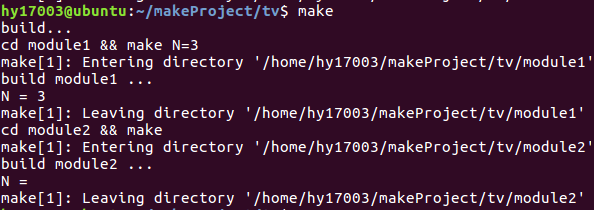 hy17003@ubuntu:~/makeProject/tv$ make
build...
cd module1 && make N=3
make[1]: Entering directory '/home/hy17003/makeProject/tv/module1'
build module1 ...
N = 3
make[1]: Leaving directory '/home/hy17003/makeProject/tv/module1'
cd module2 && make
make[1]: Entering directory '/home/hy17003/makeProject/tv/module2'
build module2 ...
N =
make[1]: Leaving directory '/home/hy17003/makeProject/tv/module2'